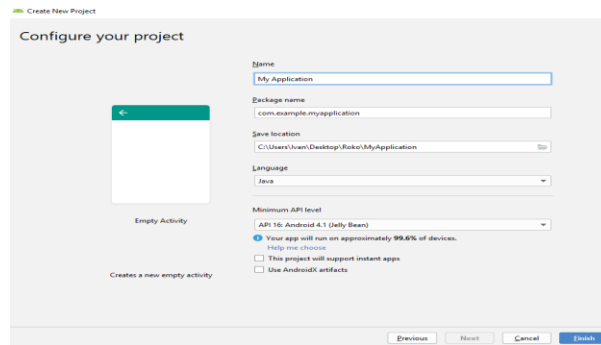 Create New Project
Configure your project
Name
My Application
Package name
com.example.myapplication
Save location
C:\Users\Ivan\Desktop\Roko\MyApplication
Language
Java
Minimum API level
API 16: Android 4.1 (Jelly Bean)
Your app will run on approximately 99.6% of devices.
Help me choose
This project will support instant apps
Use AndroidX artifacts
Empty Activity
Creates a new empty activity
Previous Next Cancel Finish